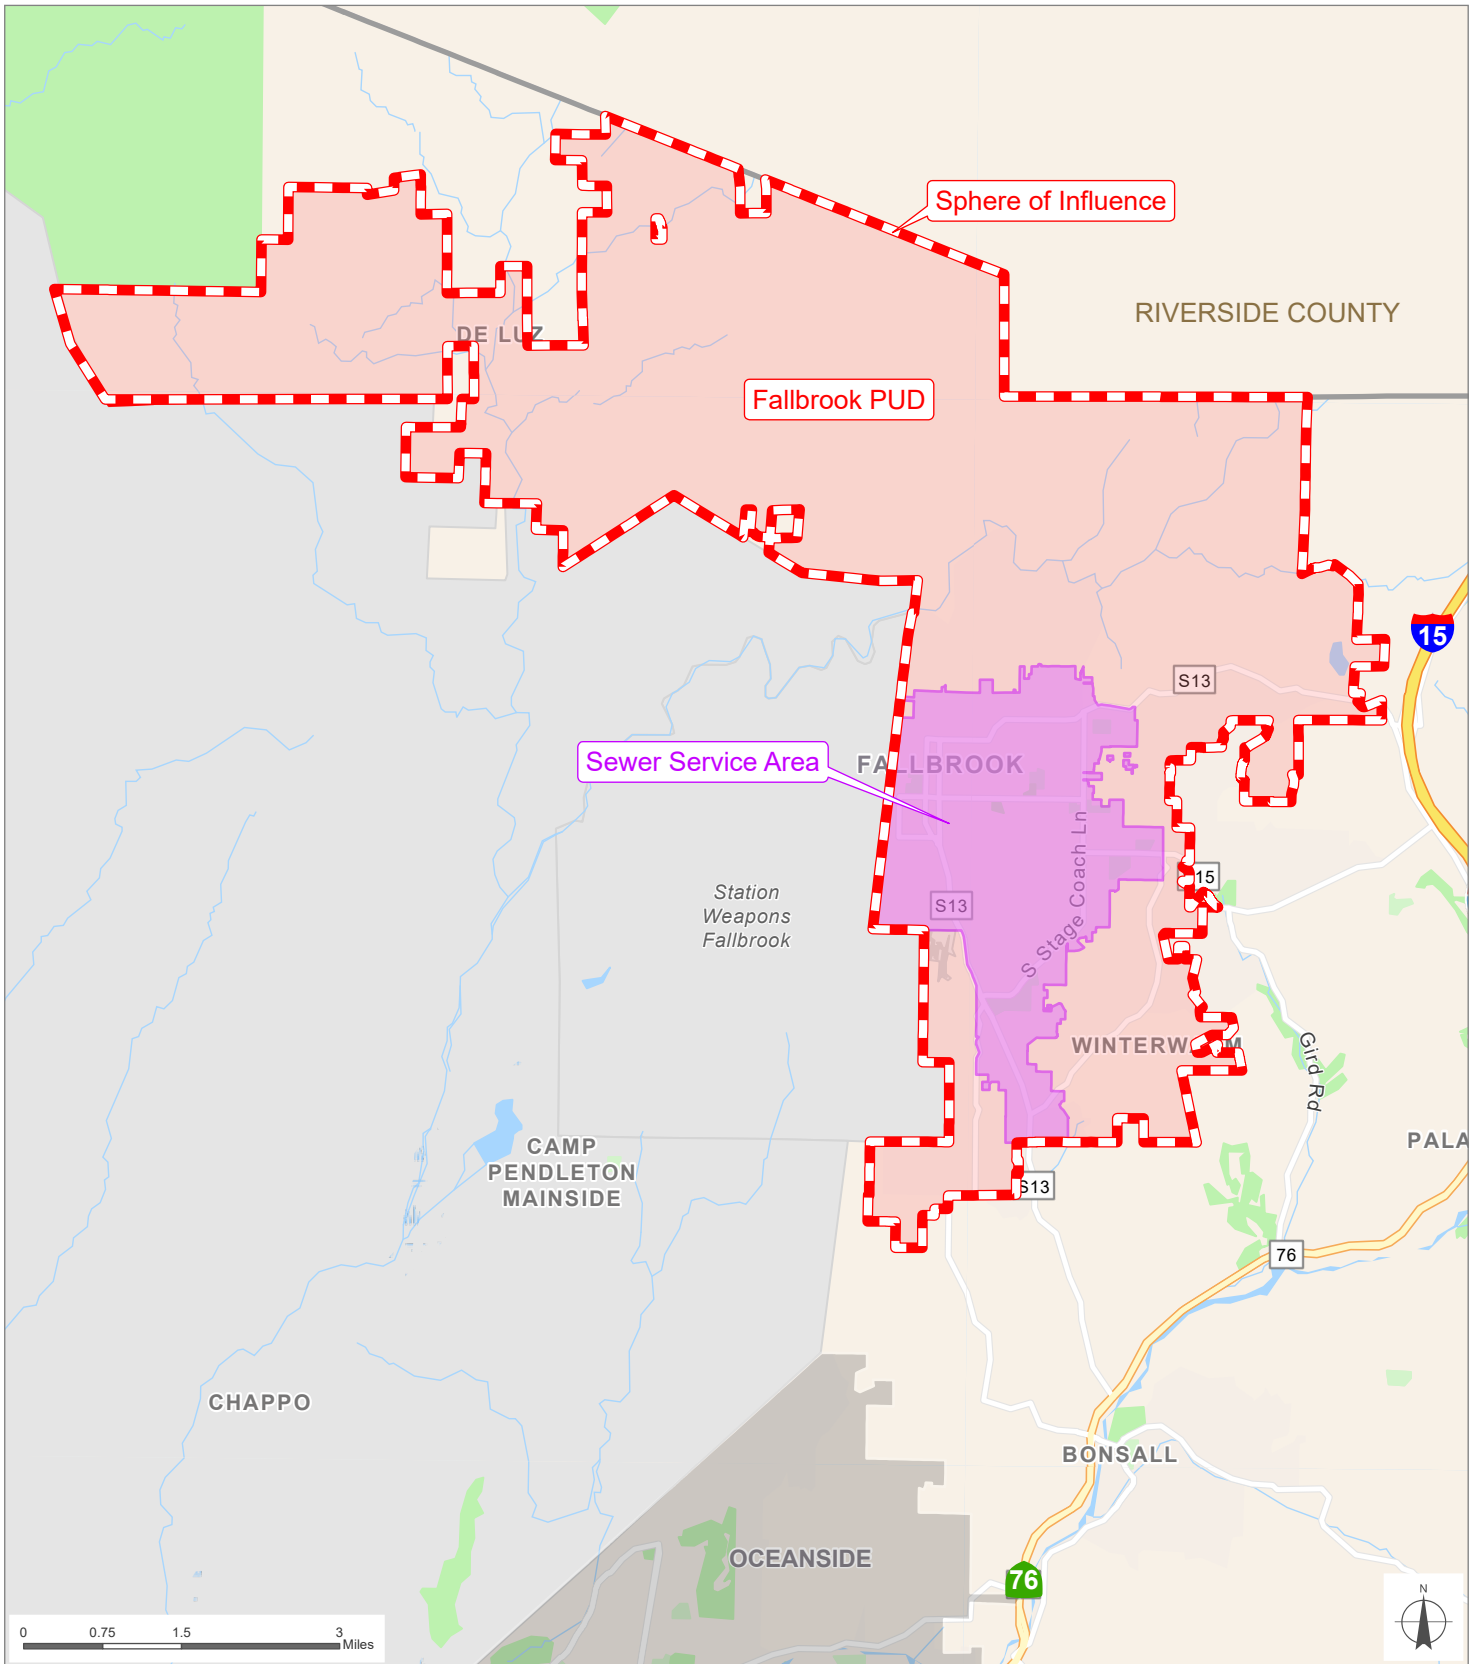 Sphere of Influence
RIVERSIDE COUNTY
DE LUZ
Fallbrook PUD
15
S13
Sewer Service Area
FALLBROOK
S Stage Coach Ln
15
Station
Weapons
Fallbrook
S13
WINTERW M
Gird Rd
CAMP
PENDLETON
MAINSIDE
PALA
S13
76
CHAPPO
BONSALL
OCEANSIDE
76
N
0 0.75 1.5 3
Miles